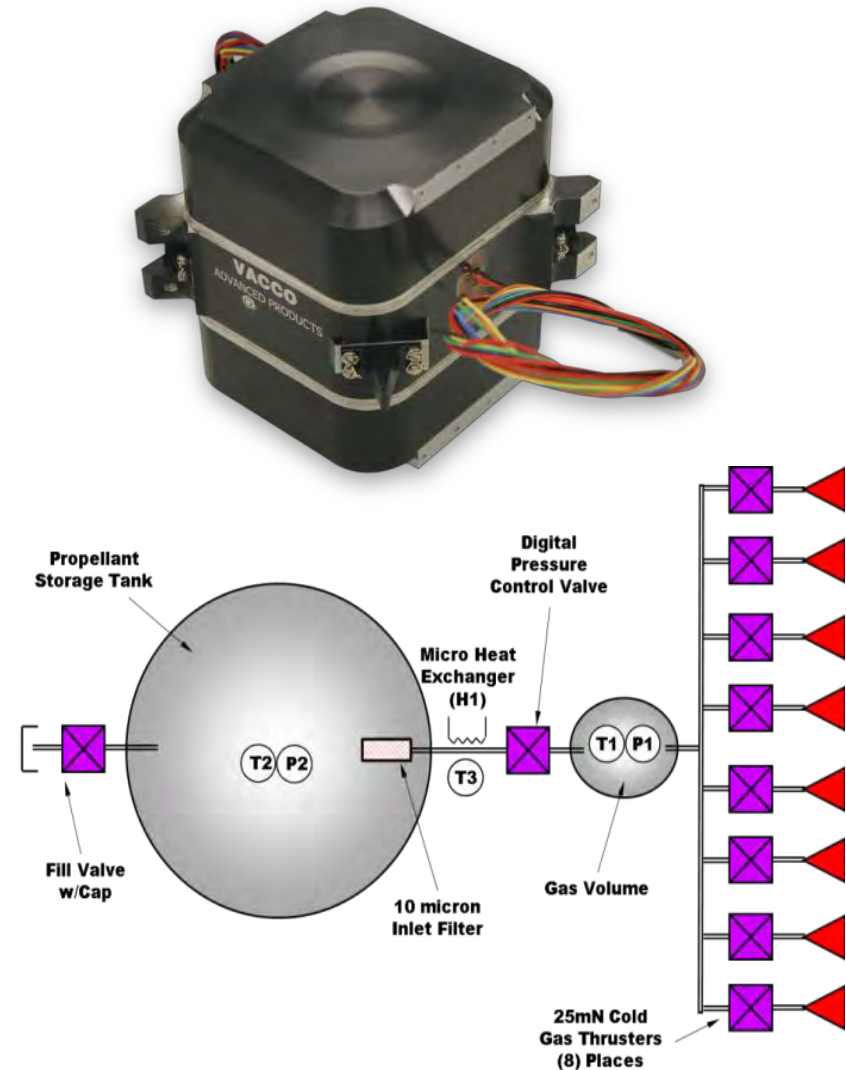 VACCO
ADVANCED PRODUCTS
Propellant
Storage Tank
Digital
Pressure
Control Valve
Micro Heat
Exchanger
(H1)
T2
P2
T3
T1
P1
Fill Valve
w/Cap
10 micron
Inlet Filter
Gas Volume
25mN Cold
Gas Thrusters
(8) Places